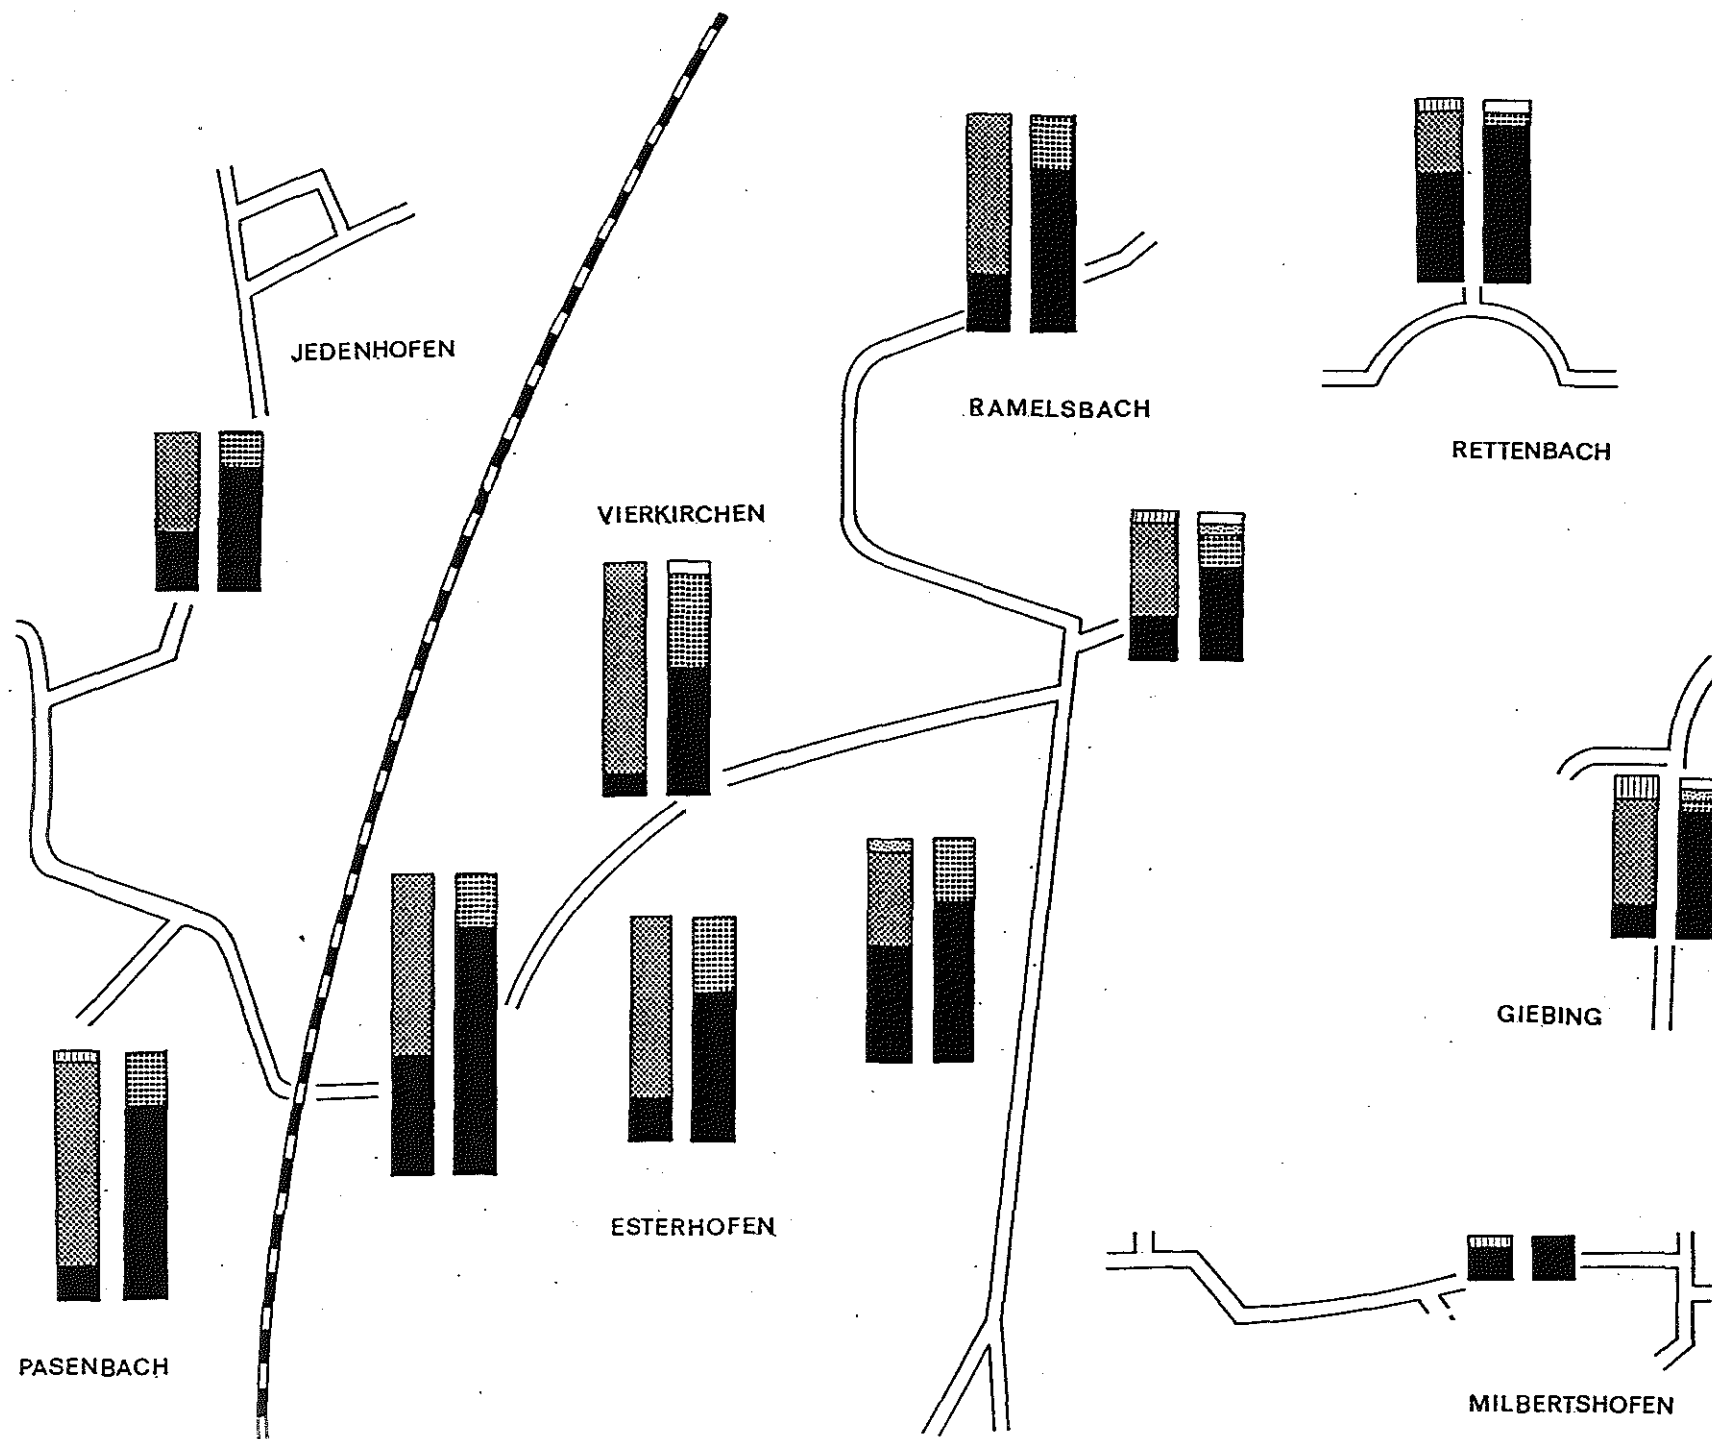 JEDENHOFEN
RAMELSBACH
RETTENBACH
VIERKIRCHEN
GIEBING
ESTERHOFEN
PASENBACH
MILBERTSHOFEN